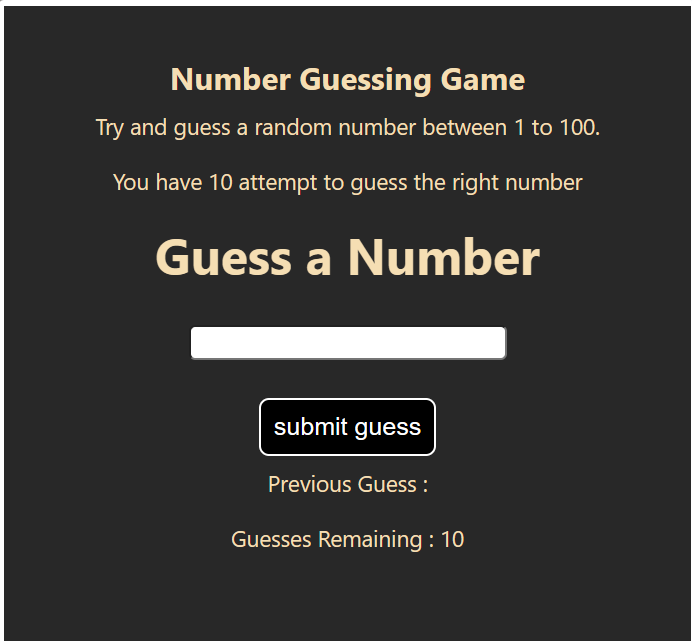 Number Guessing Game
Try and guess a random number between 1 to 100.
You have 10 attempt to guess the right number
Guess a Number
submit guess
Previous Guess :
Guesses Remaining : 10